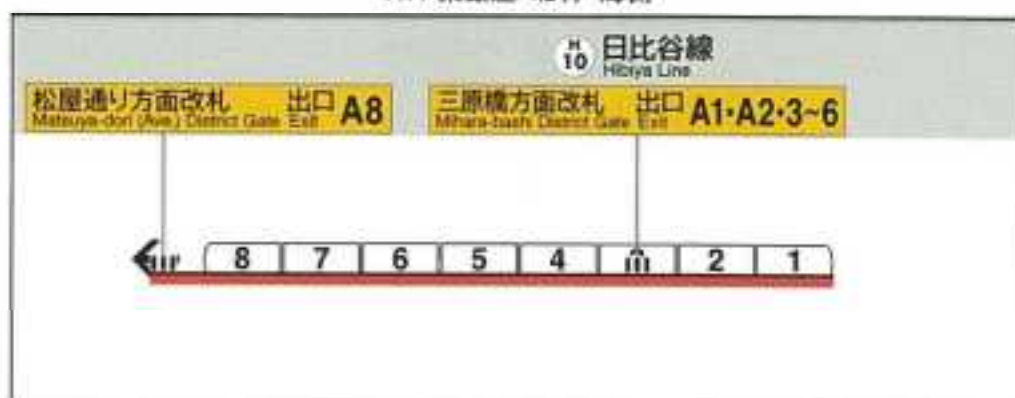 H
10
日比谷線
Hibiya Line
松屋通り方面改札 出口 A8
Matsuya-dori (Ave.) District Gate Exit
三原橋方面改札 出口 A1・A2・3~6
Mihara-bashi District Gate Exit
8 7 6 5 4 2 1